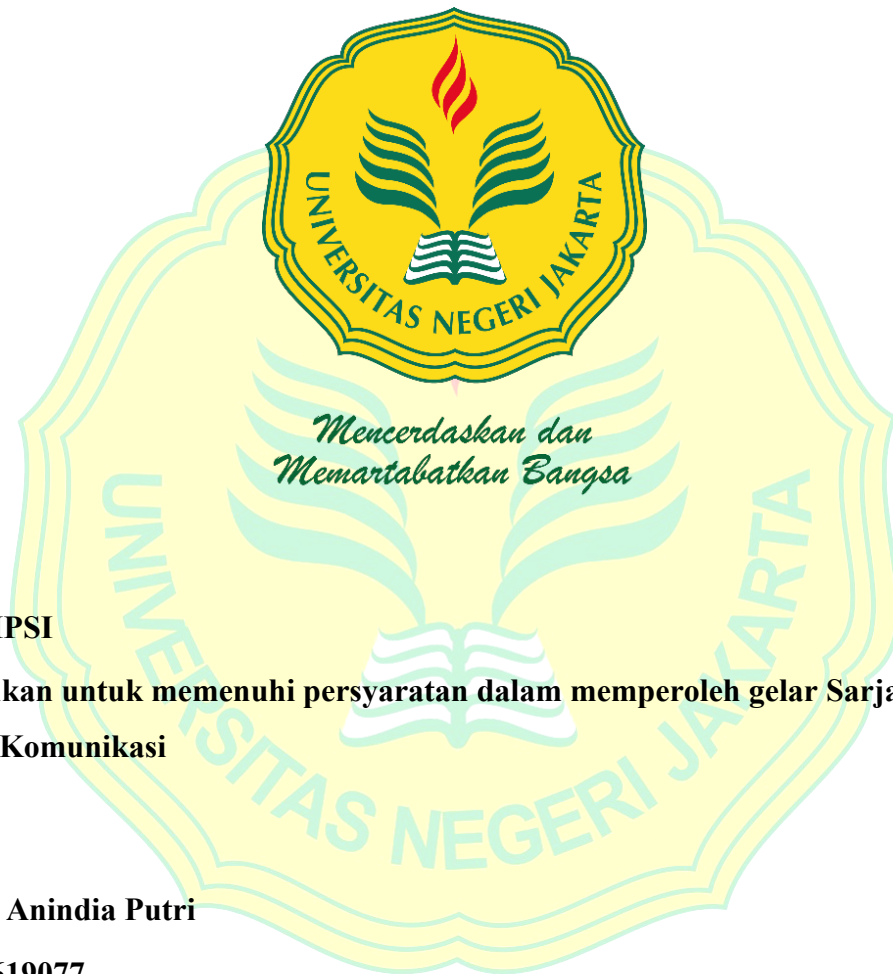 UNIVERSITAS NEGERI JAKARTA
Mencerdaskan dan
Memartabatkan Bangsa
IPSI
kan untuk memenuhi persyaratan dalam memperoleh gelar Sarja
Komunikasi
Anindia Putri
UNIVERSITAS NEGERI JAKARTA